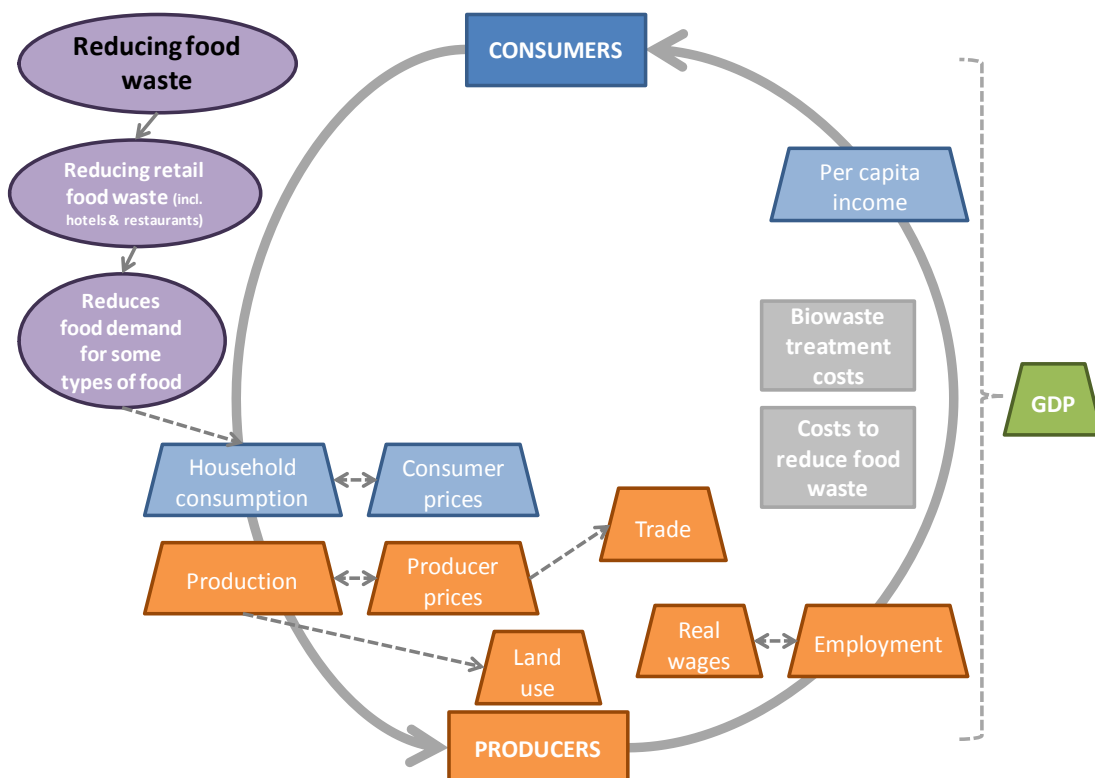 Reducing food
waste
Reducing retail
food waste (incl.
hotels & restaurants)
Reduces
food demand
for some
types of food
CONSUMERS
Per capita
income
Biowaste
treatment
costs
Costs to
reduce food
waste
GDP
Household
consumption
Consumer
prices
Trade
Production
Producer
prices
Land
use
Real
wages
Employment
PRODUCERS